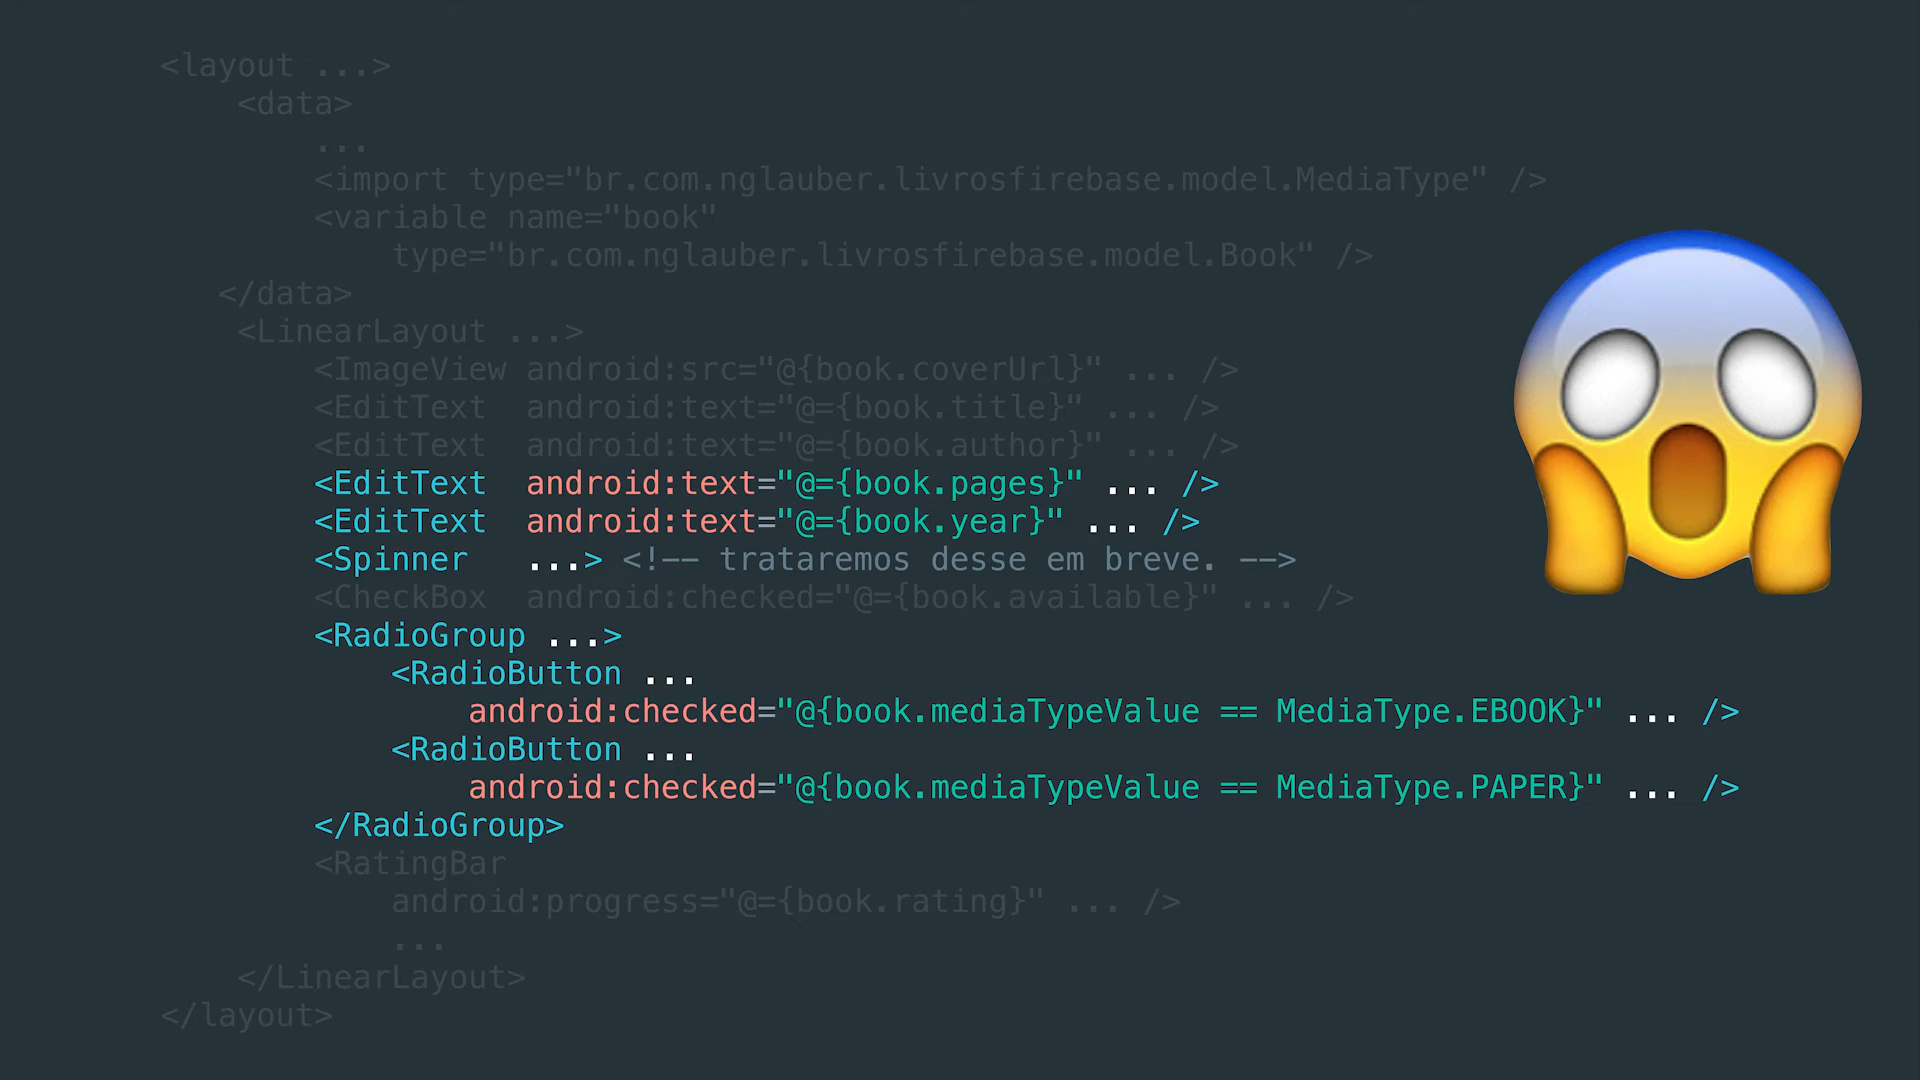 <layout ...>
<data>
...
<import type="br.com.nglauber.livrosfirebase.model.MediaType" />
<variable name="book"
type="br.com.nglauber.livrosfirebase.model.Book" />
</data>
<LinearLayout ...>
<ImageView android:src="@{book.coverUrl}" ... />
<EditText android:text="@={book.title}" ... />
<EditText android:text="@={book.author}" ... />
<EditText android:text="@={book.pages}" ... />
<EditText android:text="@={book.year}" ... />
<Spinner ...> <!-- trataremos desse em breve. -->
<CheckBox android:checked="@={book.available}" ... />
<RadioGroup ...>
<RadioButton ...
android:checked="@{book.mediaTypeValue == MediaType.EBOOK}" ... />
<RadioButton ...
android:checked="@{book.mediaTypeValue == MediaType.PAPER}" ... />
</RadioGroup>
<RatingBar
android:progress="@={book.rating}" ... />
...
</LinearLayout>
</layout>